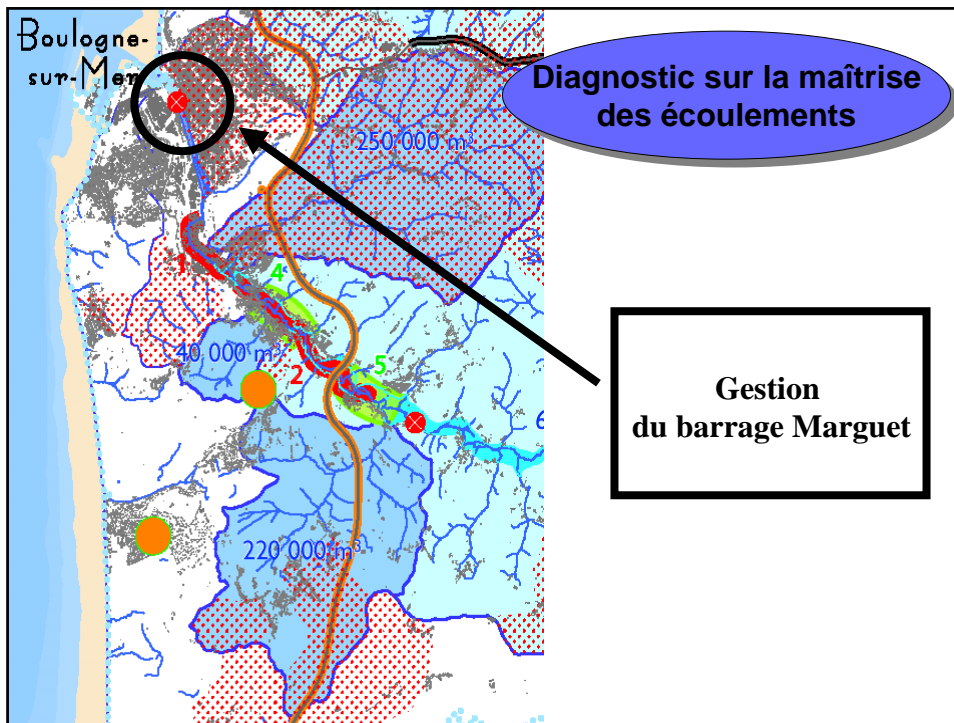 Boulogne-
sur-Mer
Diagnostic sur la maîtrise
des écoulements
250 000 m³
1
4
40 000 m³
2
5
6
Gestion
du barrage Marguet
220 000 m³